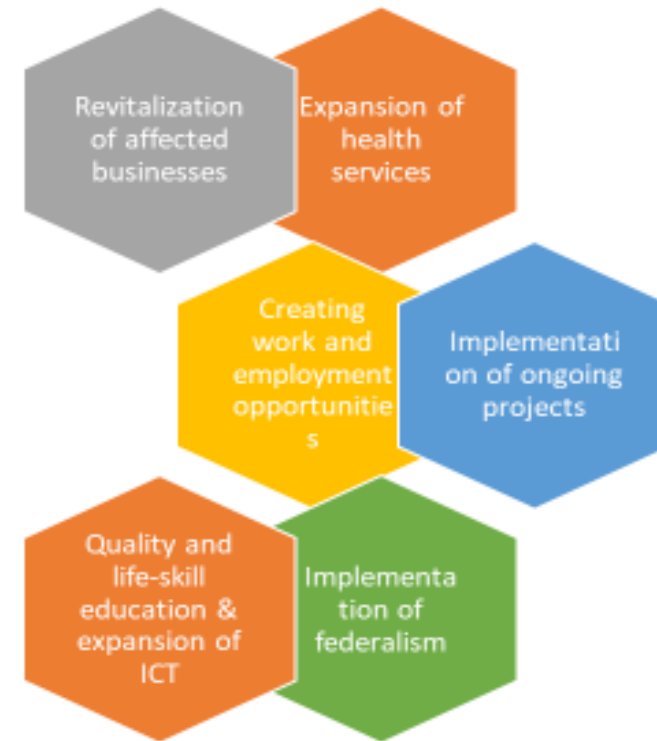 Revitalization
of affected
businesses
Expansion of
health
services
Creating
work and
employment
opportunitie
s
Implementati
on of ongoing
projects
Quality and
life-skill
education &
expansion of
ICT
Implementa
tion of
federalism